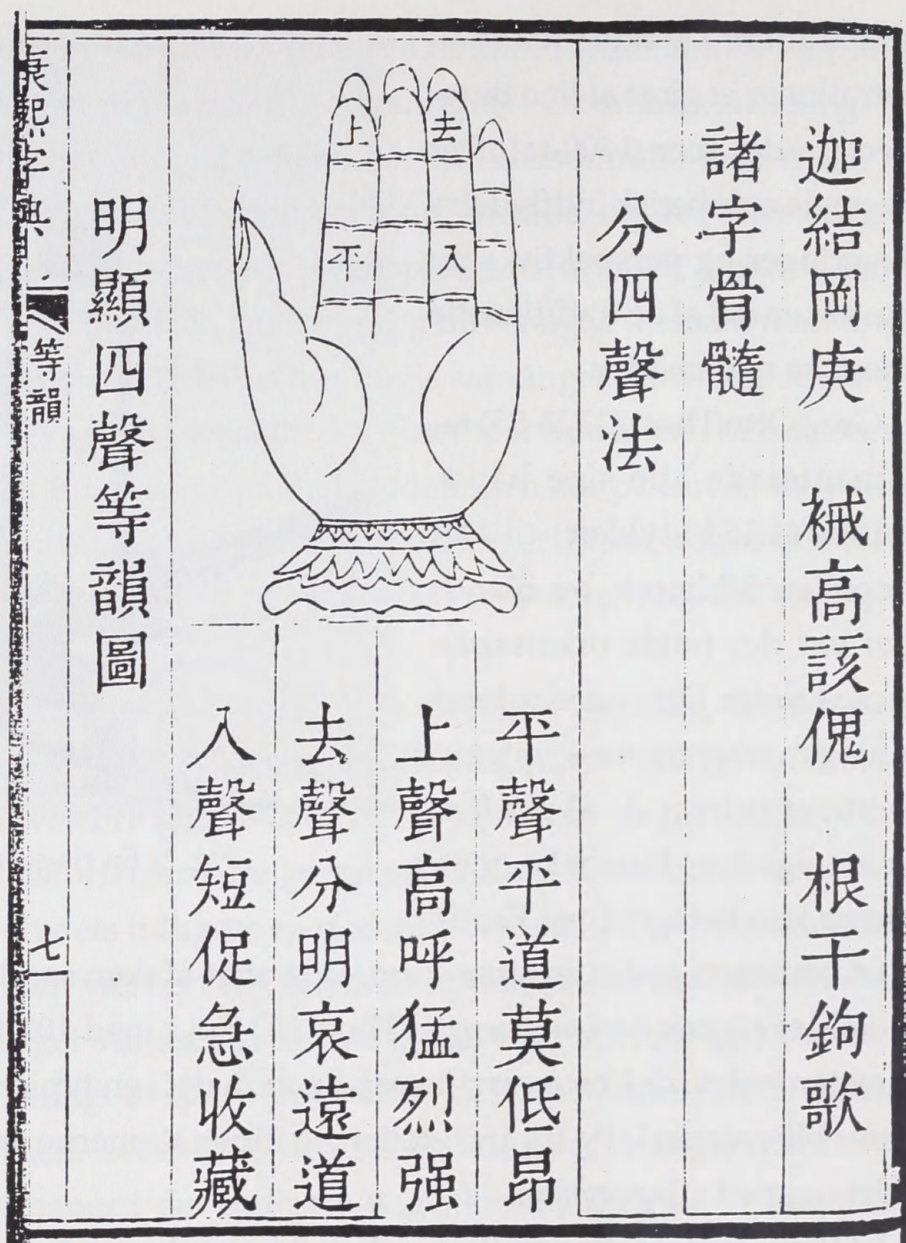 迦結岡庚　祴高該傀　根干鉤歌
諸字骨髓
分四聲法
去
上
平
平聲平道莫低昂
上聲高呼猛烈强
去聲分明哀遠道
入聲短促急收藏
明顯四聲等韻圖
康熙字典
等韻
七